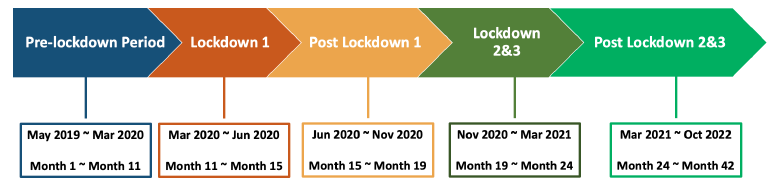 Pre-lockdown Period
Lockdown 1
Post Lockdown 1
Lockdown
2&3
Post Lockdown 2&3
May 2019 ~ Mar 2020
Month 1 ~ Month 11
Mar 2020 ~ Jun 2020
Month 11 ~ Month 15
Jun 2020 ~ Nov 2020
Month 15 ~ Month 19
Nov 2020 ~ Mar 2021
Month 19 ~ Month 24
Mar 2021 ~ Oct 2022
Month 24 ~ Month 42